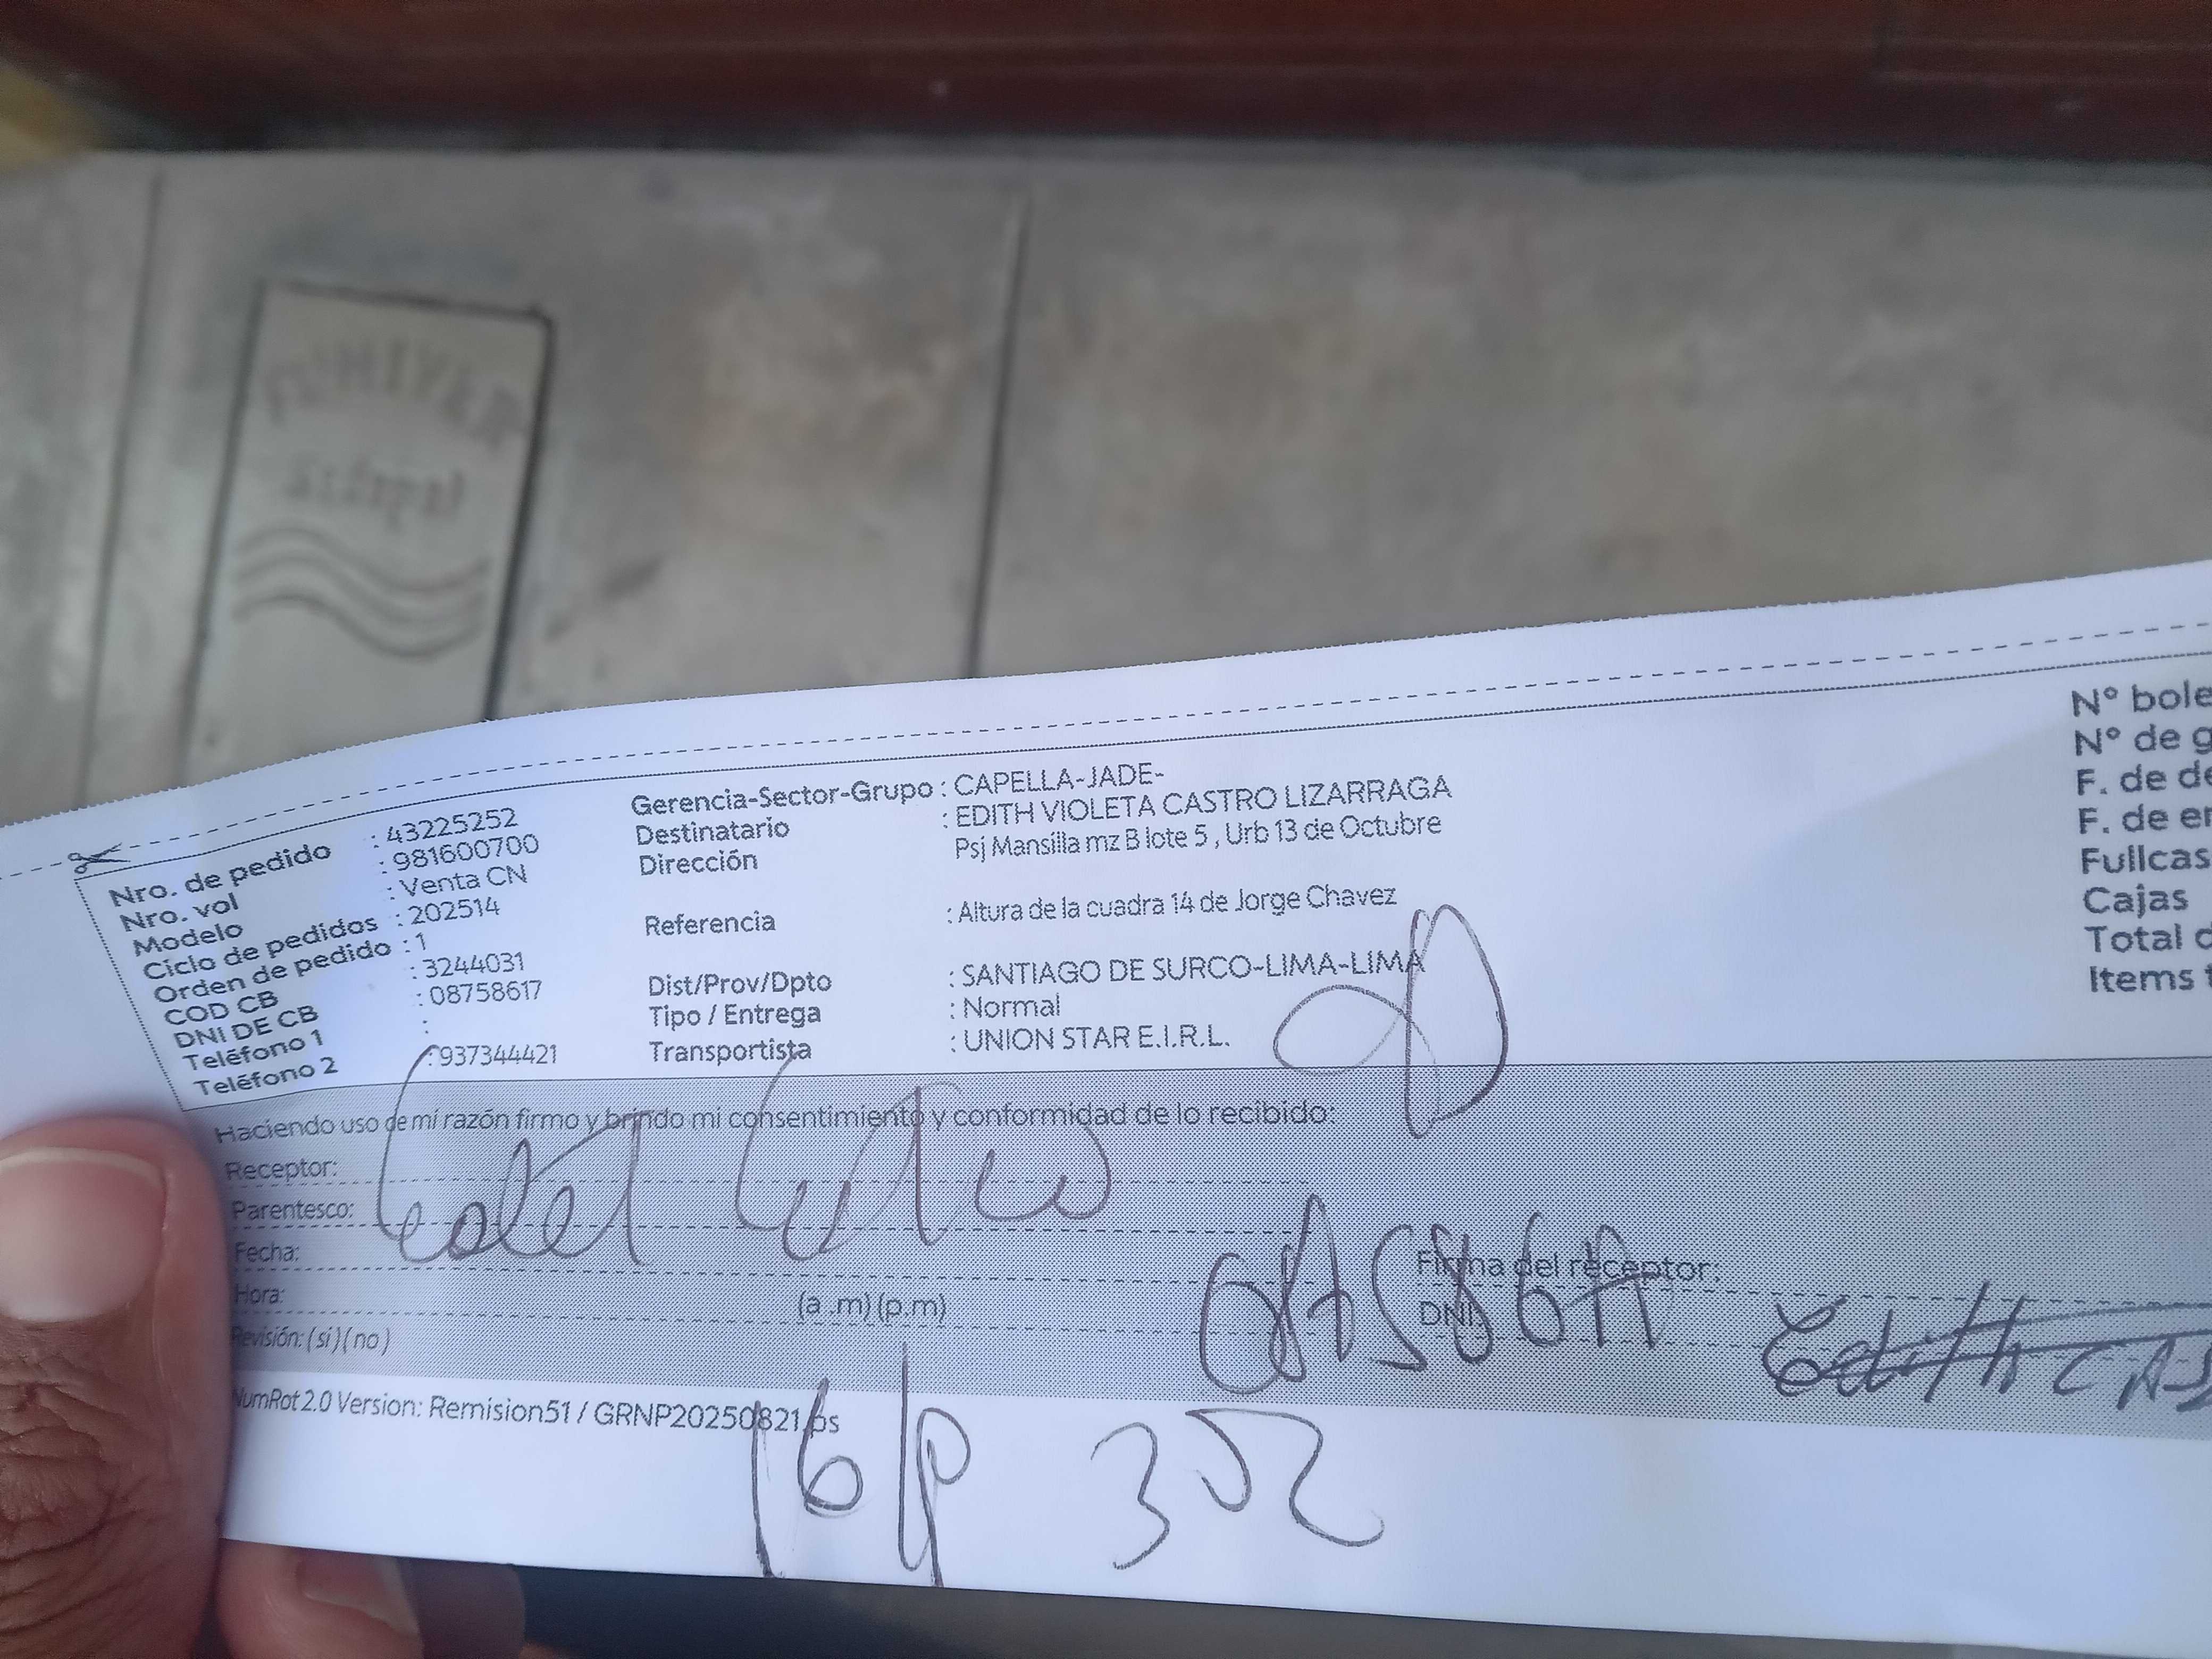 Nro. de pedido : 43225252
Nro. vol : 981600700
Modelo : Venta CN
Ciclo de pedidos : 202514
Orden de pedido : 1
COD CB : 3244031
DNI DE CB : 08758617
Teléfono 1 :
Teléfono 2 : 937344421
Gerencia-Sector-Grupo : CAPELLA-JADE-
Destinatario : EDITH VIOLETA CASTRO LIZARRAGA
Dirección Psj Mansilla mz B lote 5 , Urb 13 de Octubre
Referencia : Altura de la cuadra 14 de Jorge Chavez
Dist/Prov/Dpto : SANTIAGO DE SURCO-LIMA-LIMA
Tipo / Entrega : Normal
Transportista : UNION STAR E.I.R.L.
N° bole
N° de g
F. de de
F. de en
Fullcas
Cajas
Total d
Items t
Haciendo uso de mi razón firmo y brindo mi consentimiento y conformidad de lo recibido:
Receptor:
Parentesco:
Fecha:
Hora: (a .m) (p.m)
Revisión: ( si ) ( no )
Firma del receptor:
DNI
Edith CAS
NumRot 2.0 Version: Remision51 / GRNP20250821.ps
302